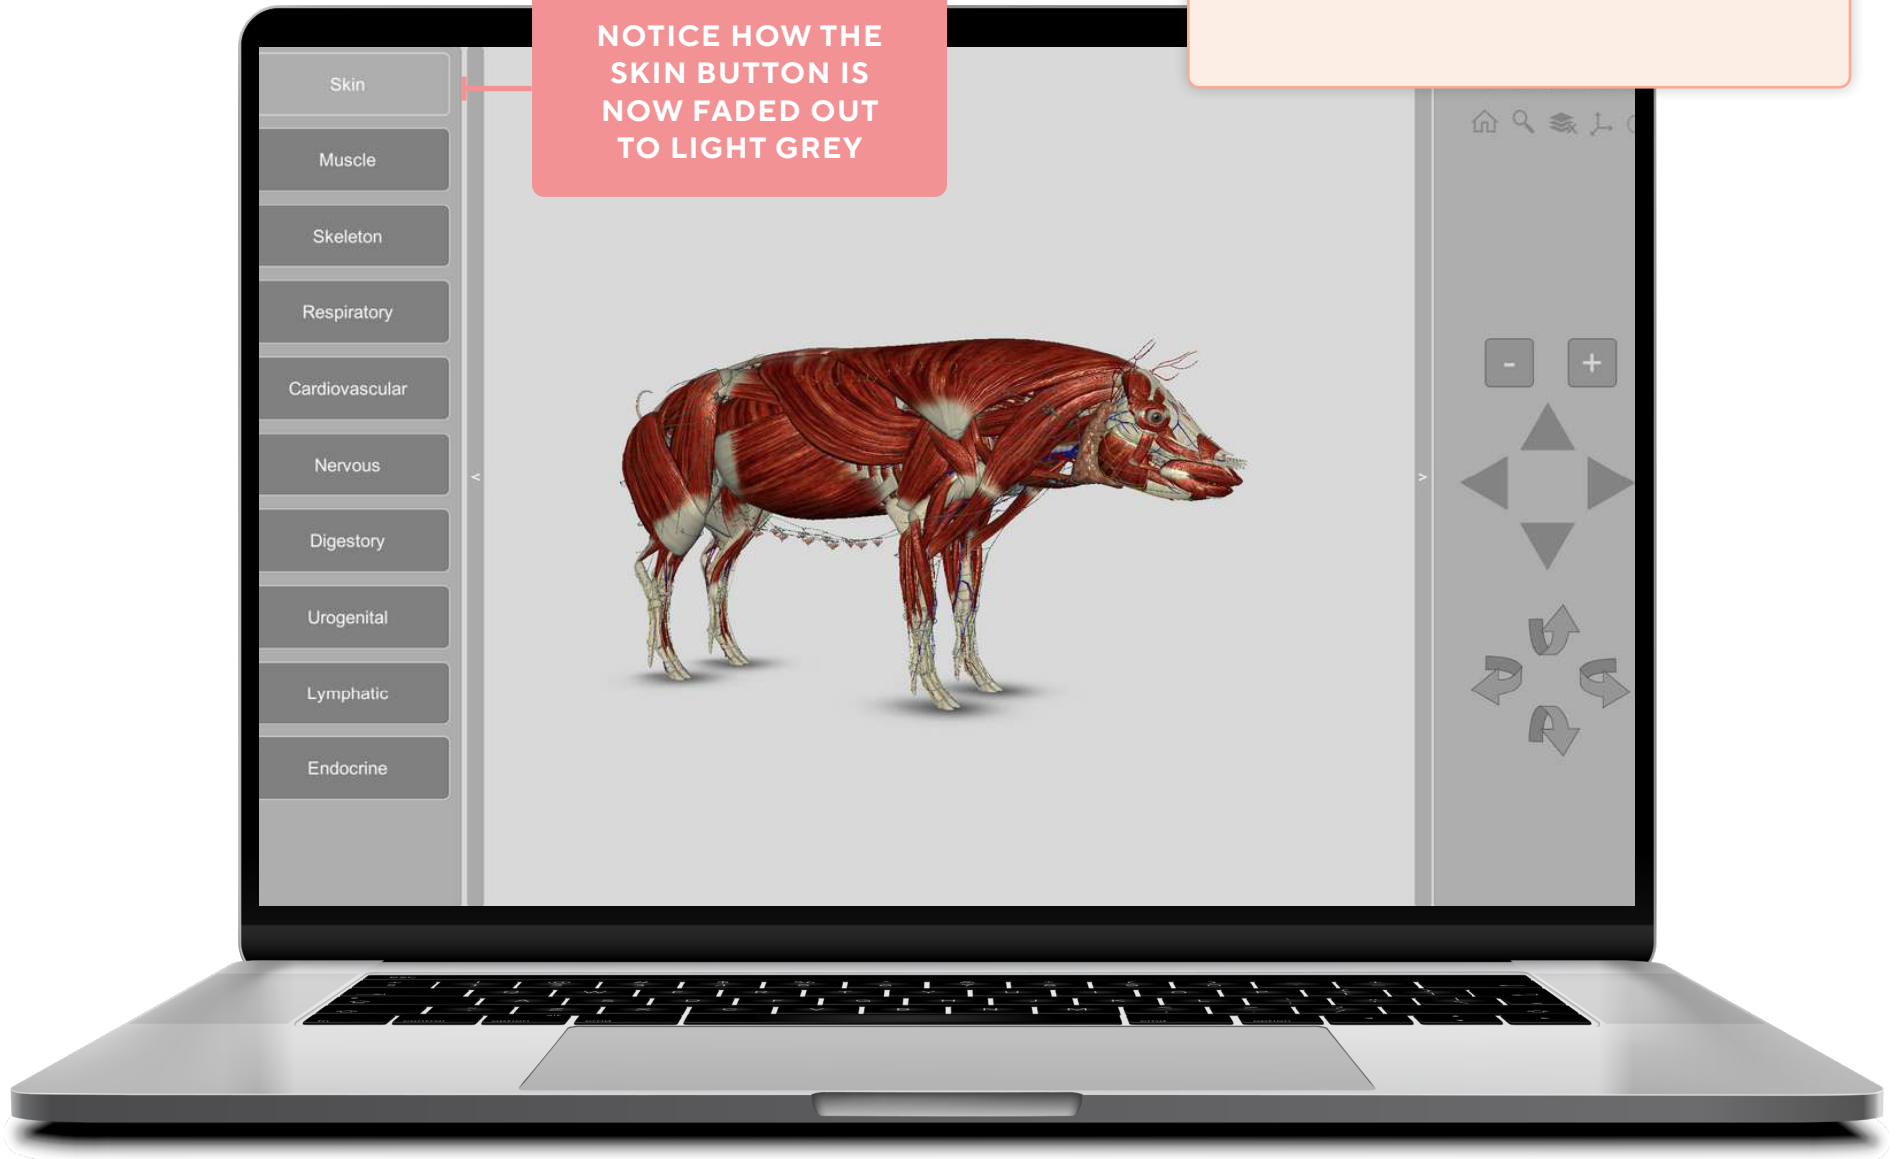 NOTICE HOW THE
SKIN BUTTON IS
NOW FADED OUT
TO LIGHT GREY
Skin
Muscle
Skeleton
Respiratory
Cardiovascular
Nervous
Digestory
Urogenital
Lymphatic
Endocrine
<
>
-
+